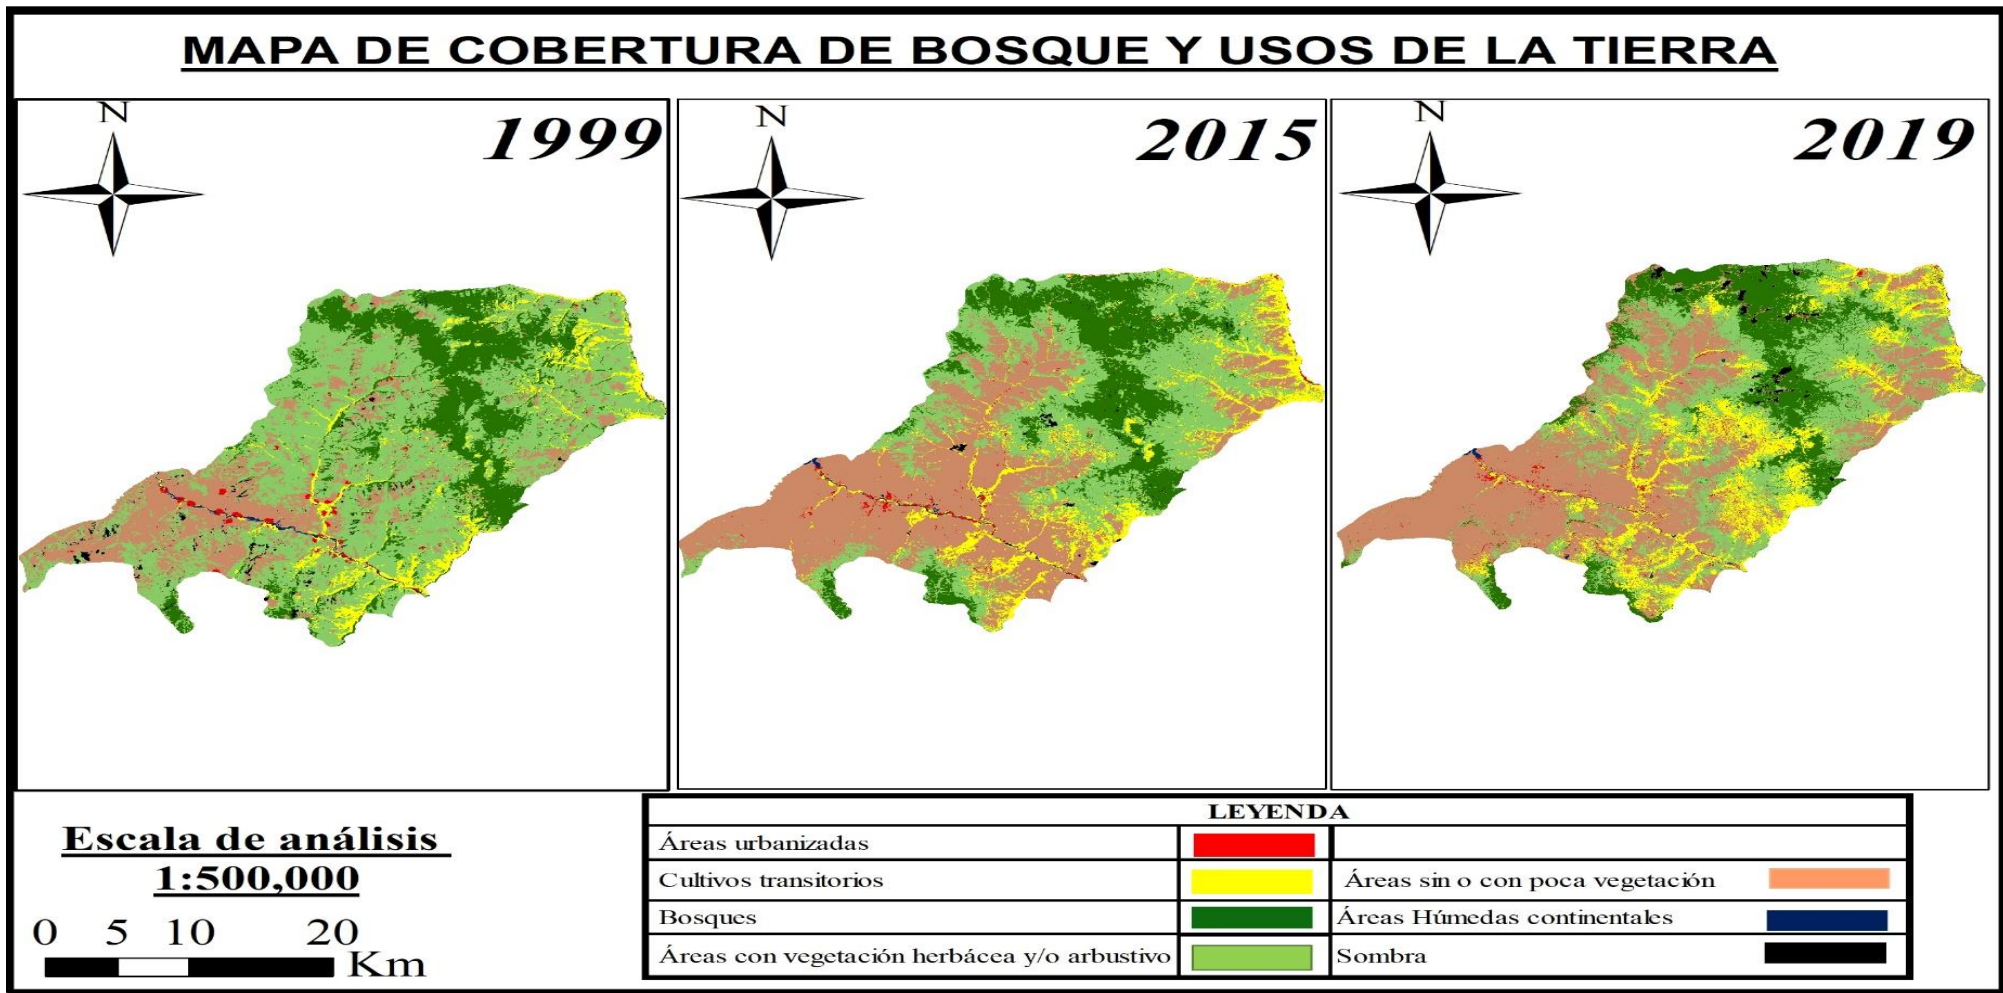 MAPA DE COBERTURA DE BOSQUE Y USOS DE LA TIERRA
N
1999
N
2015
N
2019
Escala de análisis
1:500,000
0 5 10 20
Km
LEYENDA
Áreas urbanizadas
Cultivos transitorios
Áreas sin o con poca vegetación
Bosques
Áreas Húmedas continentales
Áreas con vegetación herbácea y/o arbustivo
Sombra